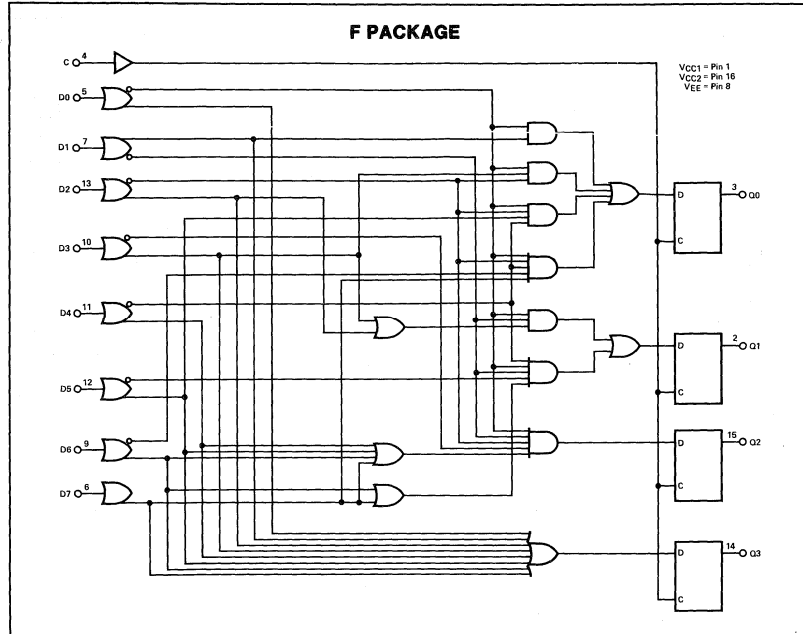 F PACKAGE
C 4
VCC1 = Pin 1
VCC2 = Pin 16
VEE = Pin 8
D0 5
D1 7
D2 13
D 3 Q0
D3 10
C
D4 11
D 2 Q1
D5 12
C
D 15 Q2
D6 9
C
D7 6
D 14 Q3
C